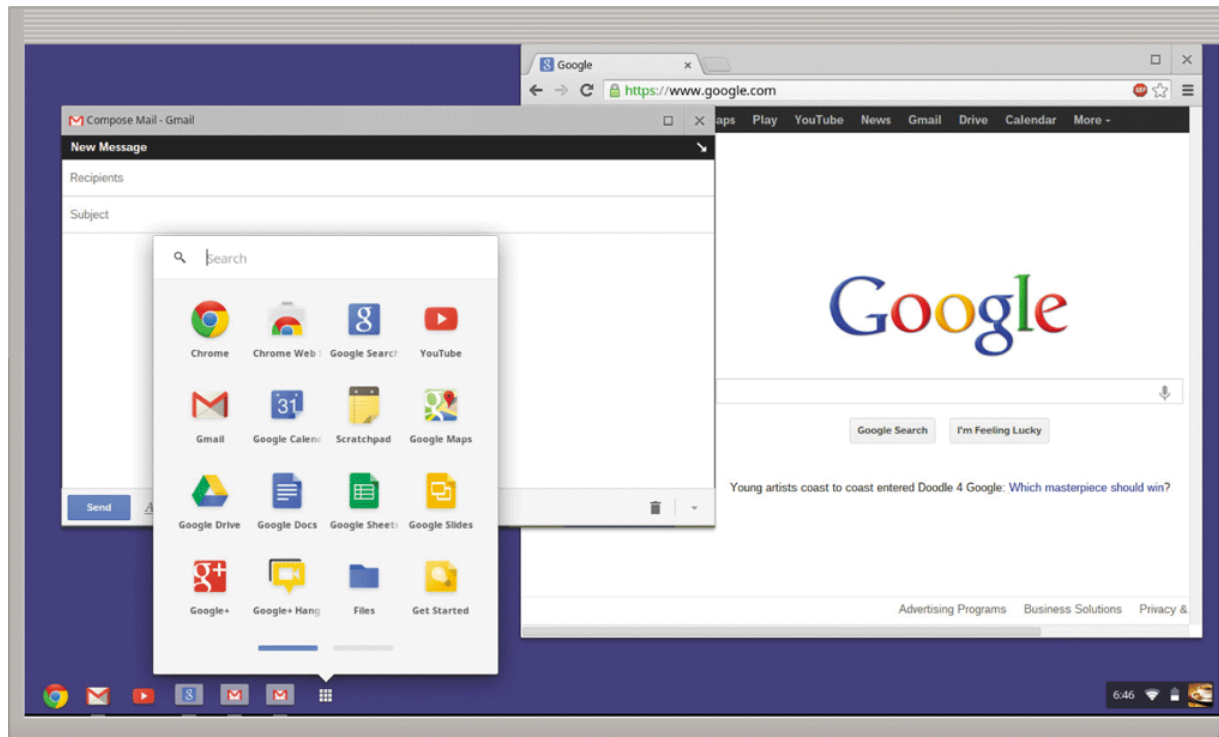 Google
https://www.google.com
Compose Mail - Gmail
aps Play YouTube News Gmail Drive Calendar More
New Message
Recipients
Subject
Search
Chrome
Chrome Web
Google Search
YouTube
31
Gmail
Google Calend
Scratchpad
Google Maps
Google Drive
Google Docs
Google Sheets
Google Slides
Google+
Google+ Hang
Files
Get Started
Send
Google
Google Search
I'm Feeling Lucky
Young artists coast to coast entered Doodle 4 Google: Which masterpiece should win?
Advertising Programs Business Solutions Privacy &
6:46